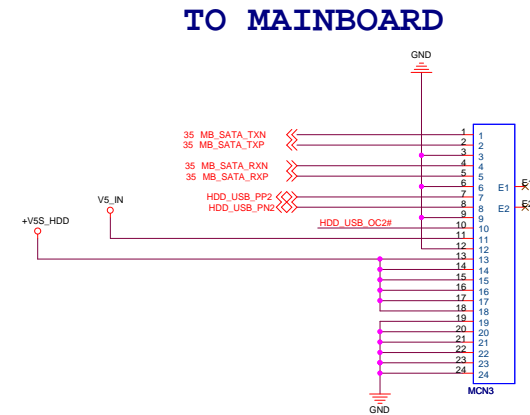 TO MAINBOARD
GND
35 MB_SATA_TXN 1 1
35 MB_SATA_TXP 2 2
3 3
35 MB_SATA_RXN 4 4
35 MB_SATA_RXP 5 5
6 6 E1
HDD_USB_PP2 7 7
HDD_USB_PN2 8 8 E2
9 9
HDD_USB_OC2# 10 10
V5_IN 11 11
12 12
+V5S_HDD 13 13
14 14
15 15
16 16
17 17
18 18
19 19
20 20
21 21
22 22
23 23
24 24
MCN3
GND